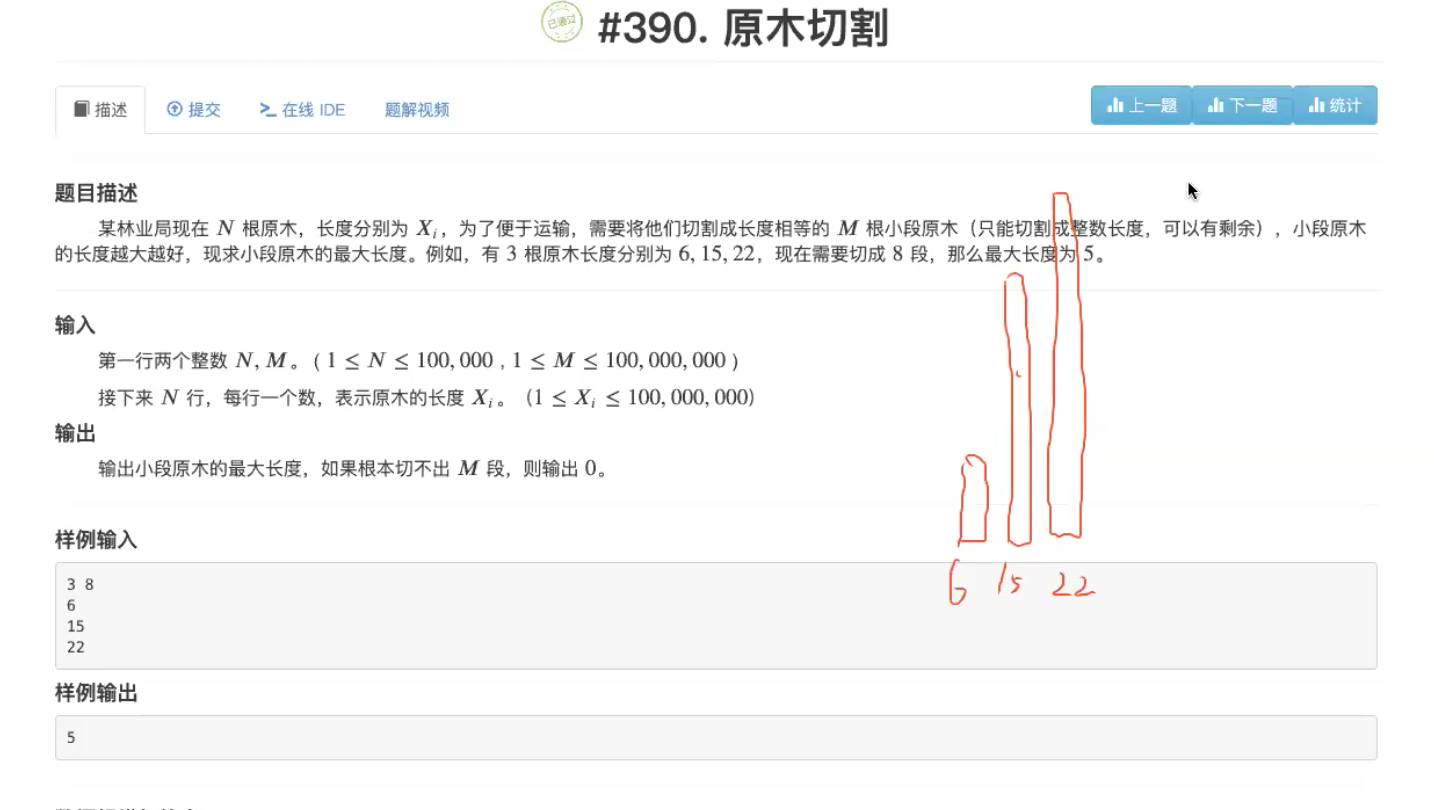 已通过
#390. 原木切割
描述 提交 在线 IDE 题解视频 上一题 下一题 统计
题目描述
某林业局现在 N 根原木，长度分别为 Xᵢ，为了便于运输，需要将他们切割成长度相等的 M 根小段原木（只能切割成整数长度，可以有剩余），小段原木
的长度越大越好，现求小段原木的最大长度。例如，有 3 根原木长度分别为 6, 15, 22，现在需要切成 8 段，那么最大长度为 5。
输入
第一行两个整数 N, M。( 1 ≤ N ≤ 100,000 , 1 ≤ M ≤ 100,000,000 )
接下来 N 行，每行一个数，表示原木的长度 Xᵢ。（1 ≤ Xᵢ ≤ 100,000,000）
输出
输出小段原木的最大长度，如果根本切不出 M 段，则输出 0。
6 15 22
样例输入
3 8
6
15
22
样例输出
5